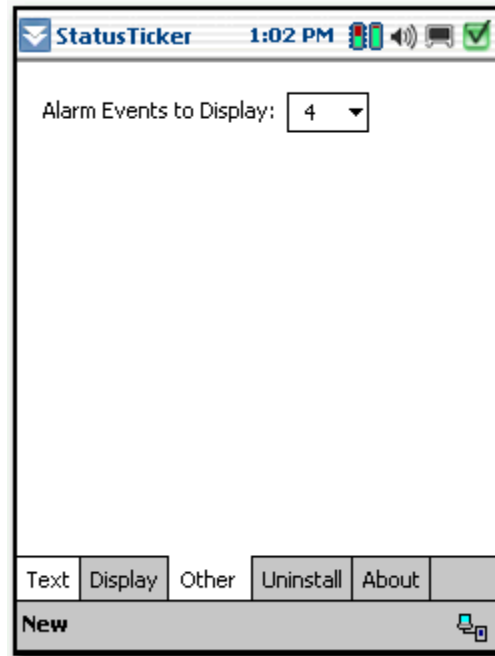 StatusTicker 1:02 PM
Alarm Events to Display: 4
Text Display Other Uninstall About
New